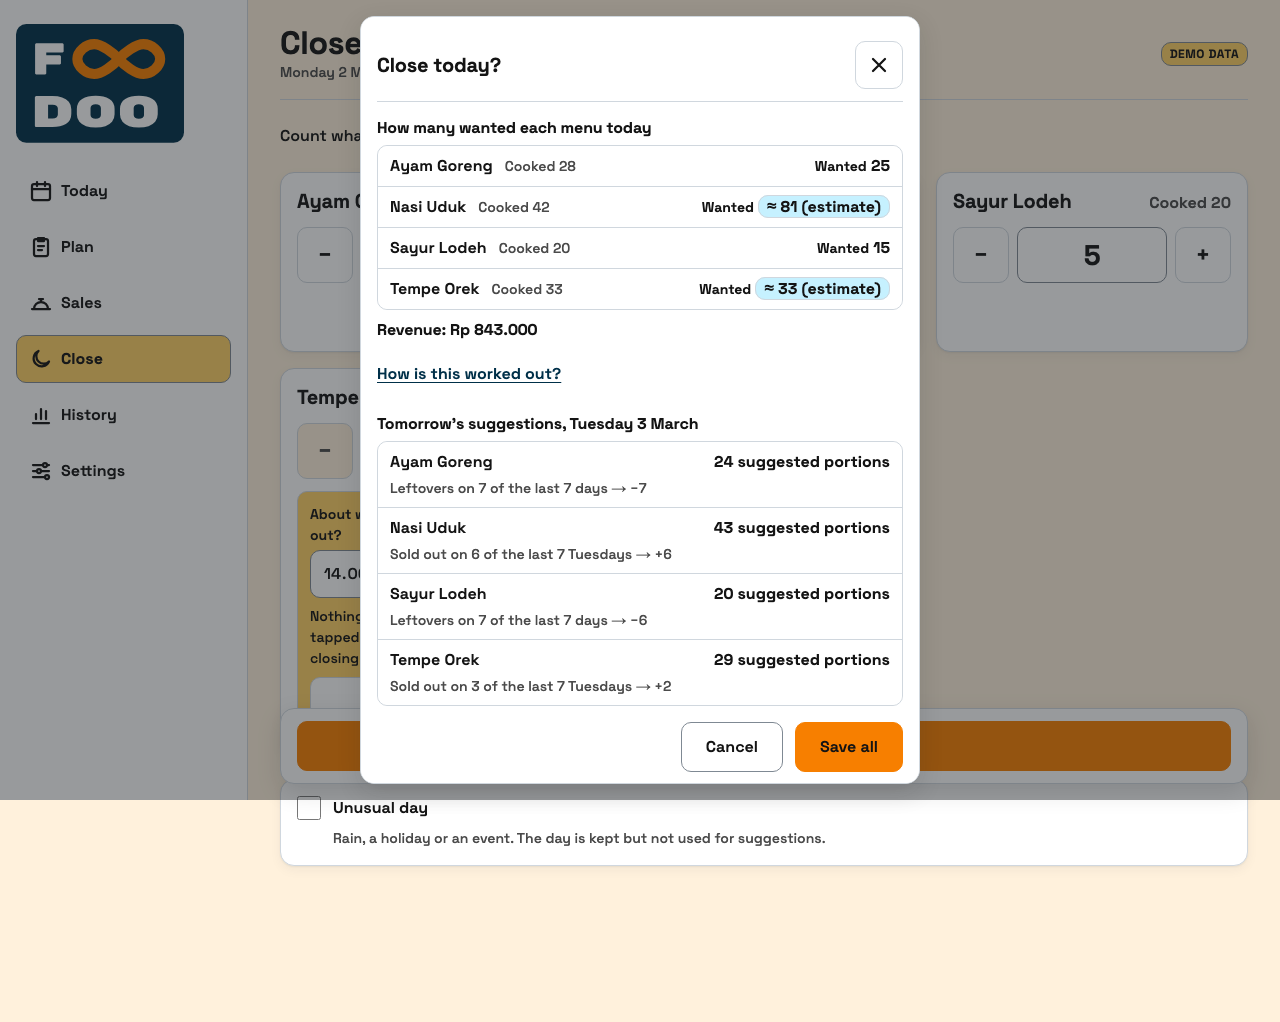 F
DOO
Today
Plan
Sales
Close
History
Settings
Close
Monday 2 M
DEMO DATA
Count wha
Ayam G
−
Sayur Lodeh Cooked 20
− 5 +
Tempe
−
About w
out?
14.0
Nothing
tapped
closing
Close today?
How many wanted each menu today
Ayam Goreng Cooked 28 Wanted 25
Nasi Uduk Cooked 42 Wanted ≈ 81 (estimate)
Sayur Lodeh Cooked 20 Wanted 15
Tempe Orek Cooked 33 Wanted ≈ 33 (estimate)
Revenue: Rp 843.000
How is this worked out?
Tomorrow’s suggestions, Tuesday 3 March
Ayam Goreng 24 suggested portions
Leftovers on 7 of the last 7 days → −7
Nasi Uduk 43 suggested portions
Sold out on 6 of the last 7 Tuesdays → +6
Sayur Lodeh 20 suggested portions
Leftovers on 7 of the last 7 days → −6
Tempe Orek 29 suggested portions
Sold out on 3 of the last 7 Tuesdays → +2
Cancel Save all
Unusual day
Rain, a holiday or an event. The day is kept but not used for suggestions.